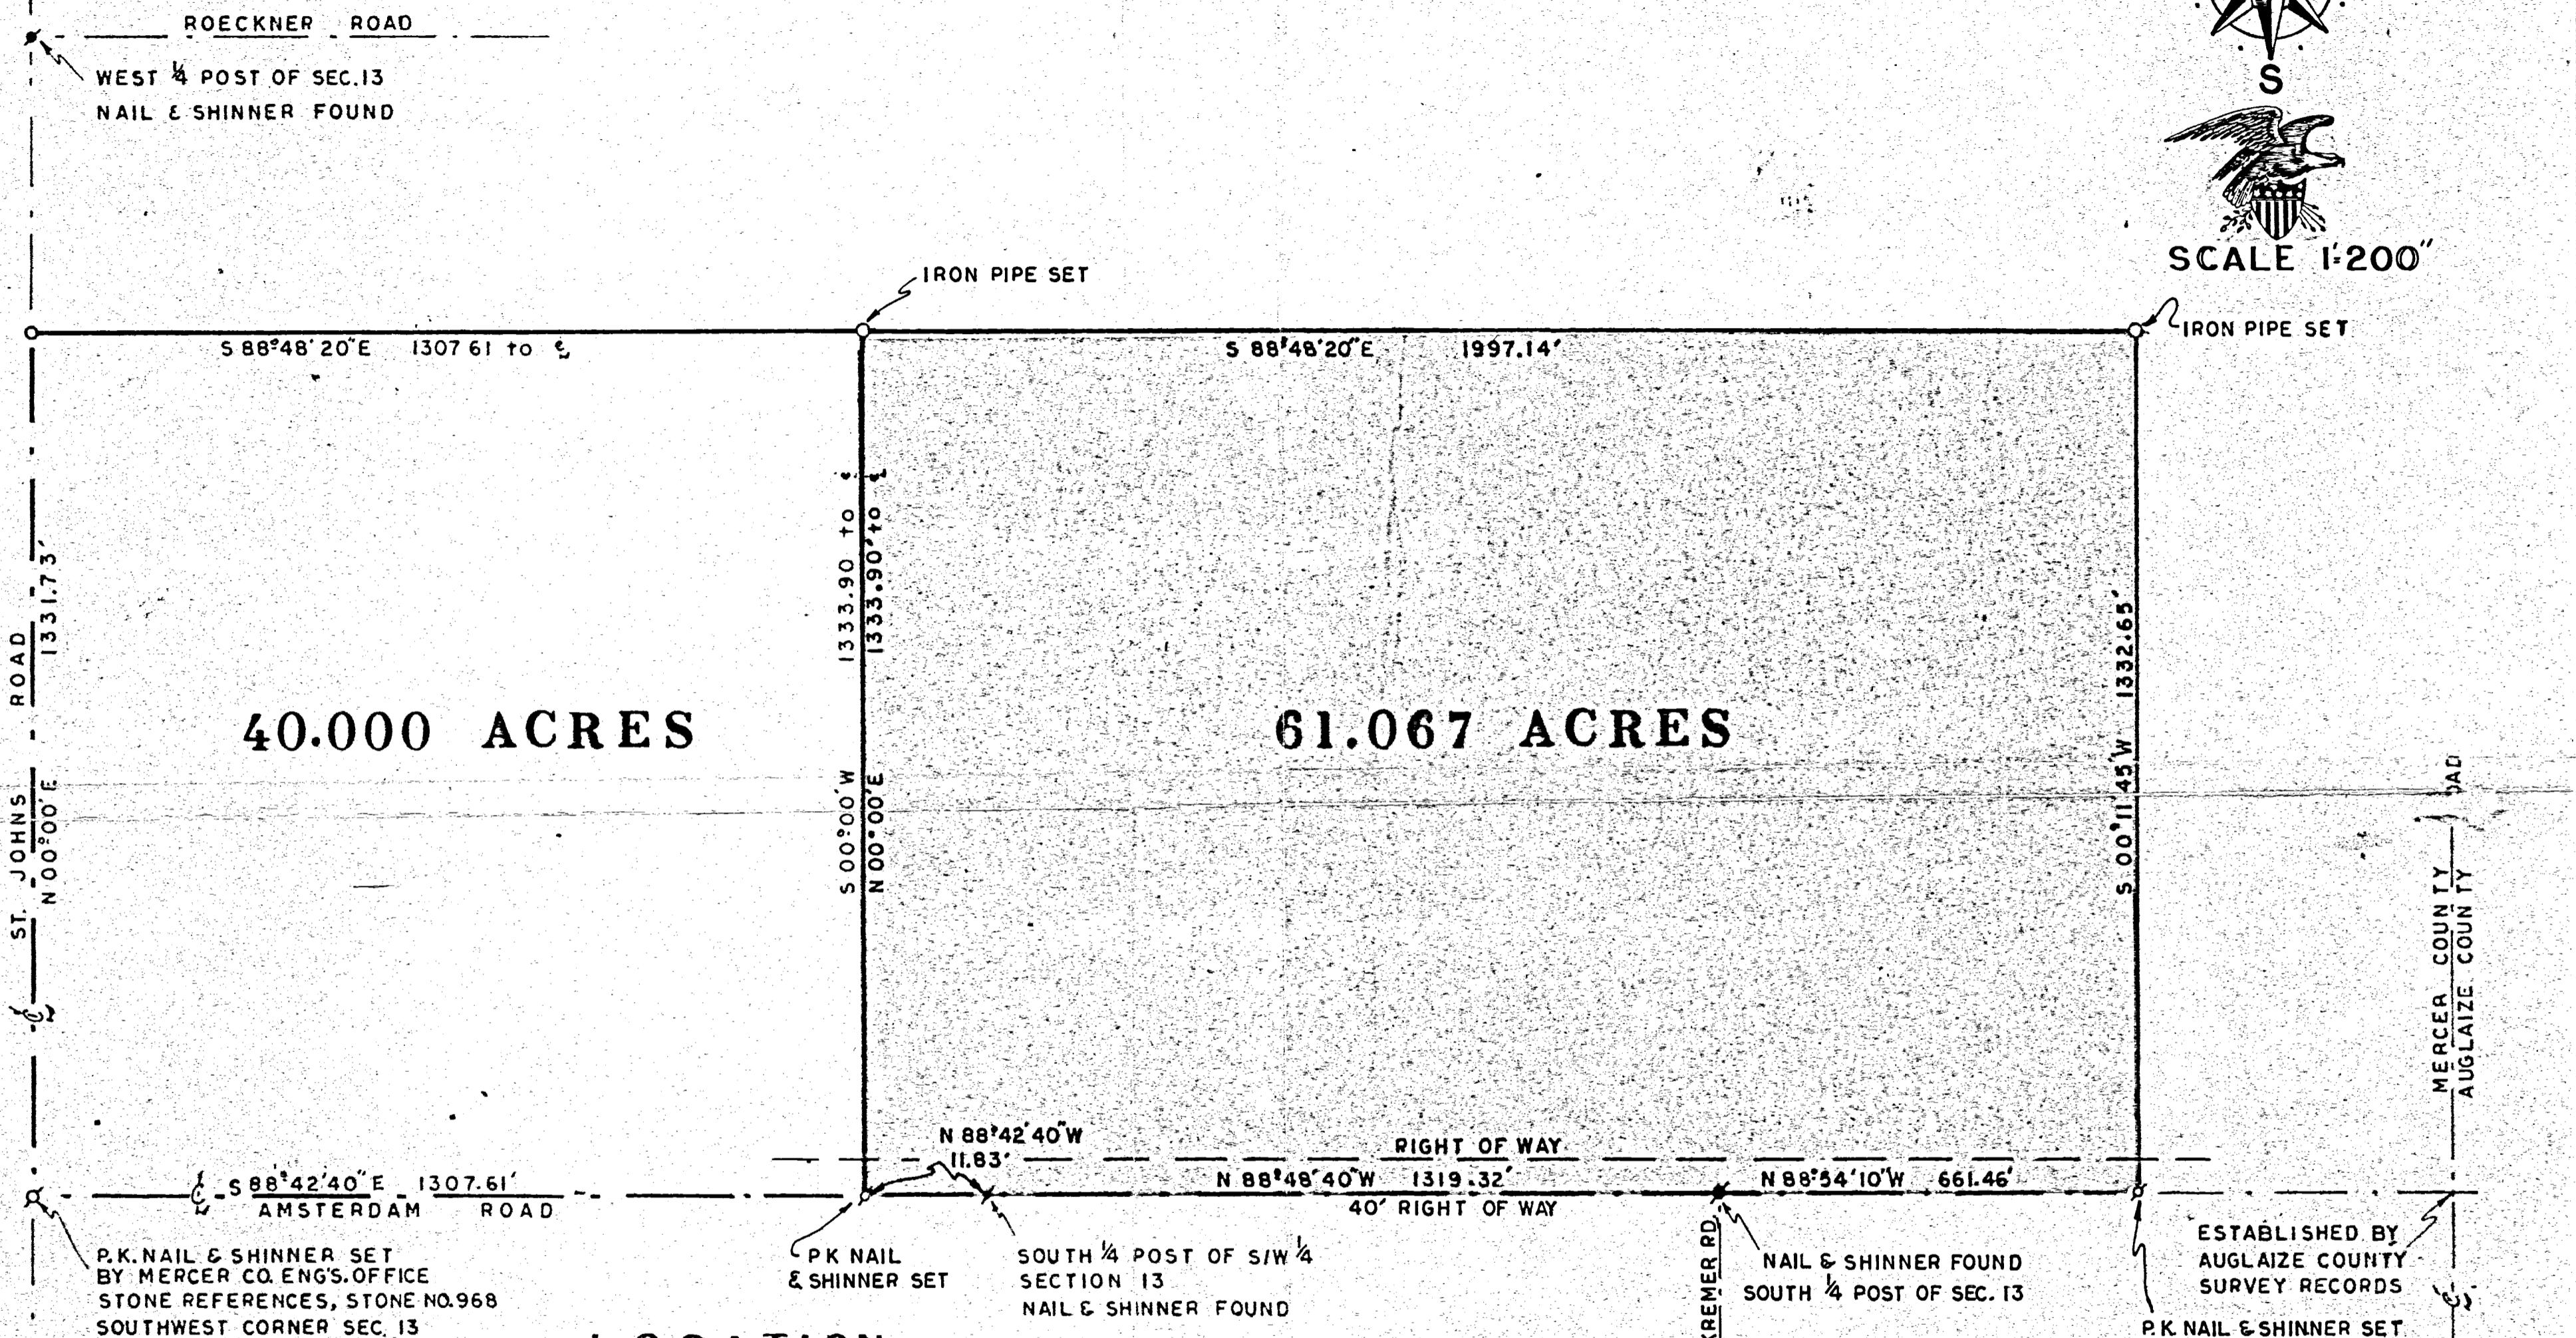 ROECKNER ROAD
WEST ¼ POST OF SEC.13
NAIL & SHINNER FOUND
S
SCALE 1'=200"
IRON PIPE SET
IRON PIPE SET
S 88°48'20"E 1307 61 to ℄
S 88°48'20"E 1997.14'
ST. JOHNS ROAD
N 00°00'E 1331.73'
S 00°00'W 1333.90 to ℄
N 00°00'E 1333.90' to ℄
S 00°11'45"W 1332.65'
40.000 ACRES
61.067 ACRES
MERCER COUNTY
AUGLAIZE COUNTY
N 88°42'40"W
11.83'
RIGHT OF WAY
℄ S 88°42'40"E 1307.61'
AMSTERDAM ROAD
N 88°48'40"W 1319.32'
40' RIGHT OF WAY
N 88°54'10"W 661.46'
P.K. NAIL & SHINNER SET
BY MERCER CO. ENG'S. OFFICE
STONE REFERENCES, STONE NO.968
SOUTHWEST CORNER SEC. 13
PK NAIL
& SHINNER SET
SOUTH ¼ POST OF S/W ¼
SECTION 13
NAIL & SHINNER FOUND
KREMER RD.
NAIL & SHINNER FOUND
SOUTH ¼ POST OF SEC. 13
ESTABLISHED BY
AUGLAIZE COUNTY
SURVEY RECORDS
P.K. NAIL & SHINNER SET